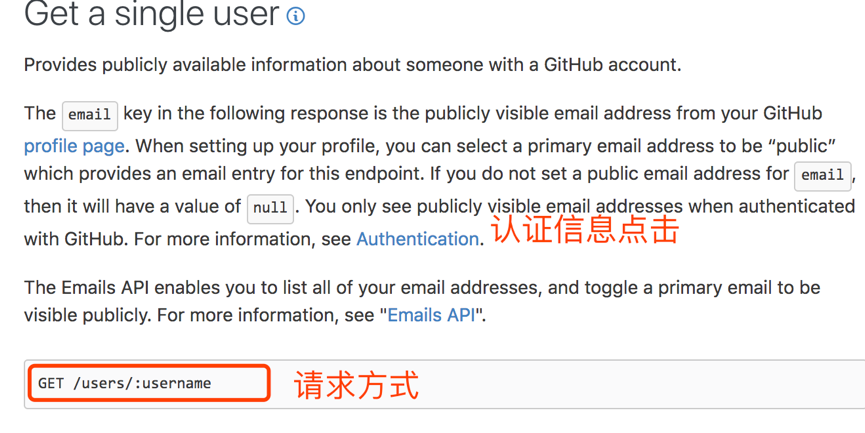 Get a single user
Provides publicly available information about someone with a GitHub account.
The email key in the following response is the publicly visible email address from your GitHub
profile page. When setting up your profile, you can select a primary email address to be “public”
which provides an email entry for this endpoint. If you do not set a public email address for email,
then it will have a value of null. You only see publicly visible email addresses when authenticated
with GitHub. For more information, see Authentication. 认证信息点击
The Emails API enables you to list all of your email addresses, and toggle a primary email to be
visible publicly. For more information, see "Emails API".
GET /users/:username 请求方式